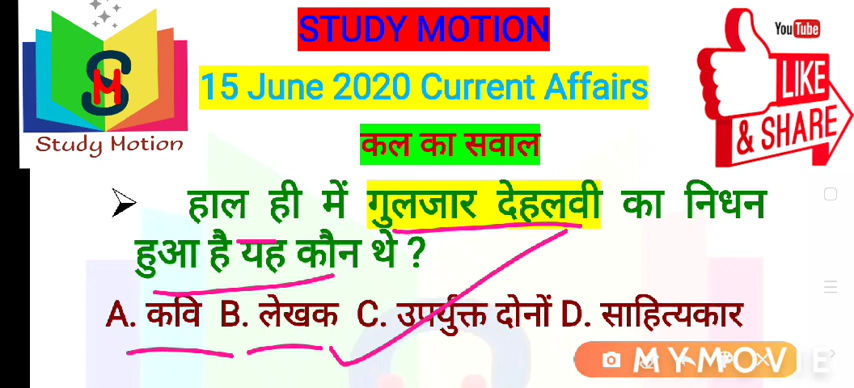 STUDY MOTION
15 June 2020 Current Affairs
कल का सवाल
S M
Study Motion
YouTube
LIKE
& SHARE
➤ हाल ही में गुलजार देहलवी का निधन
हुआ है यह कौन थे ?
A. कवि B. लेखक C. उपर्युक्त दोनों D. साहित्यकार
MYMOVIE